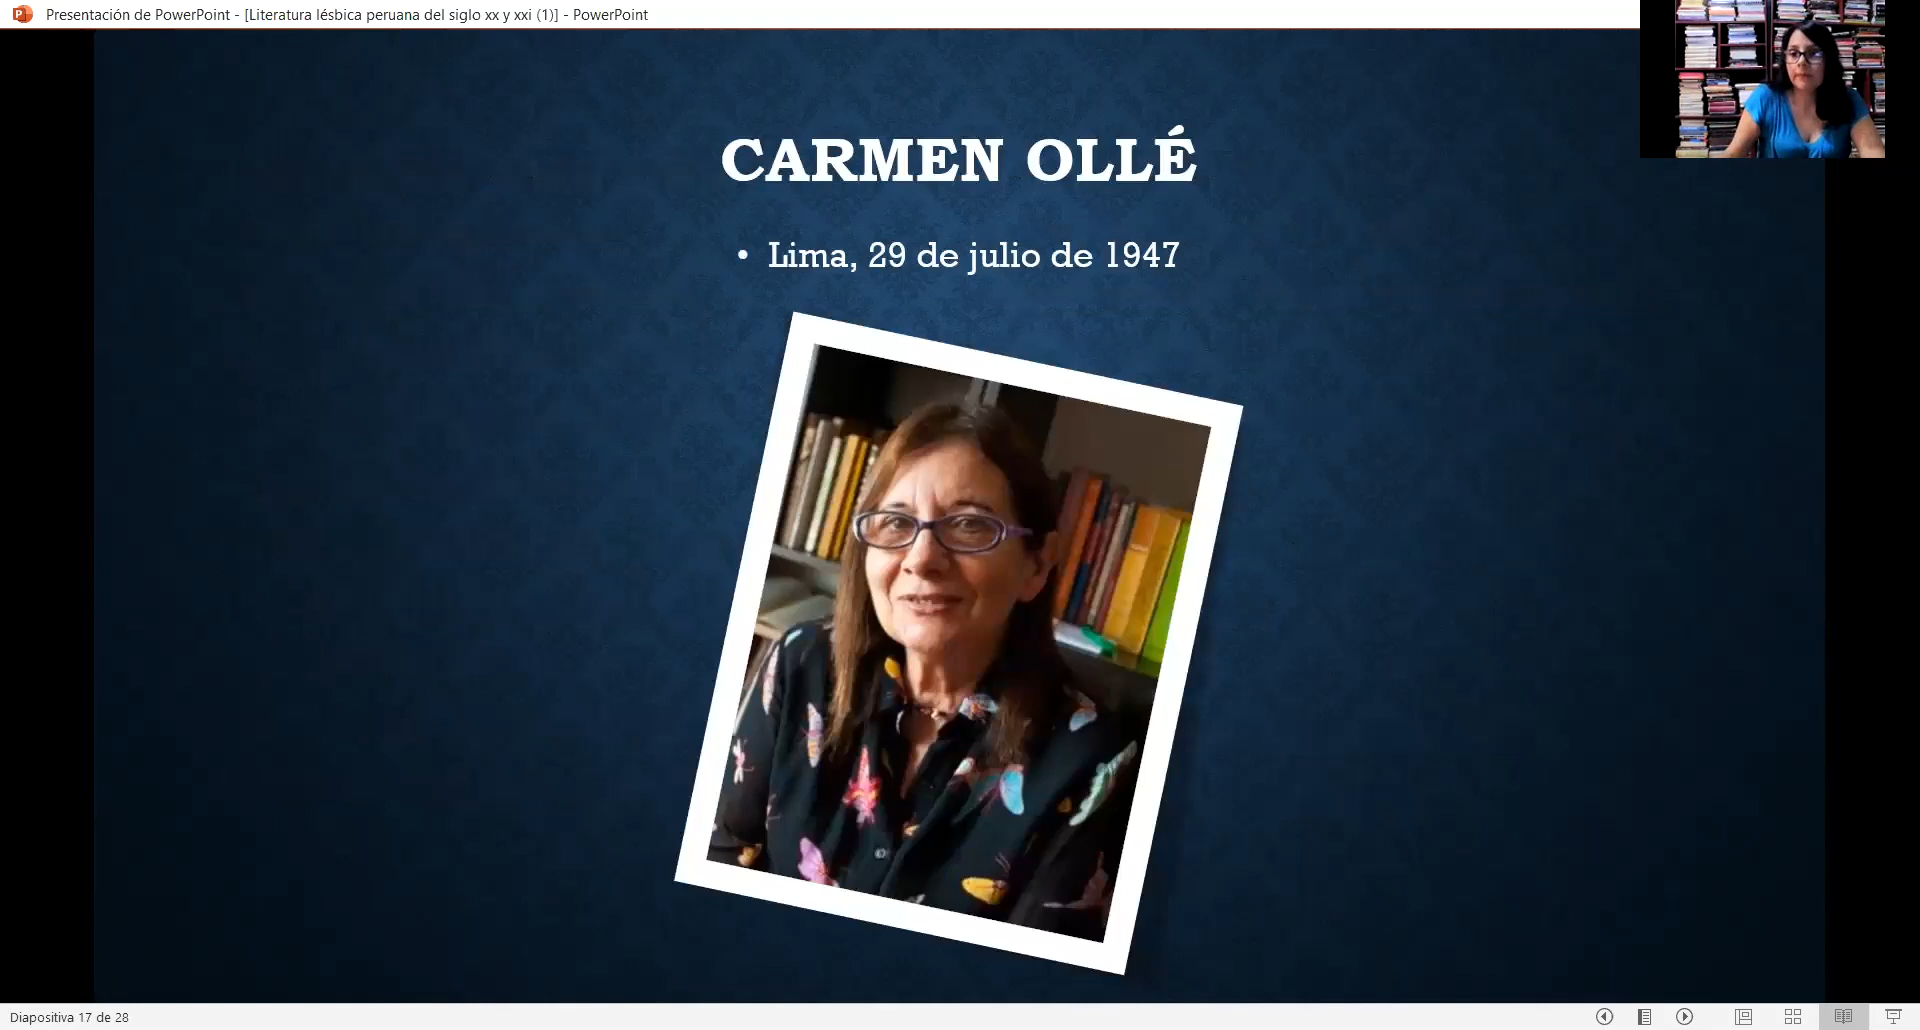 Presentación de PowerPoint - [Literatura lésbica peruana del siglo xx y xxi (1)] - PowerPoint
CARMEN OLLÉ
• Lima, 29 de julio de 1947
Diapositiva 17 de 28